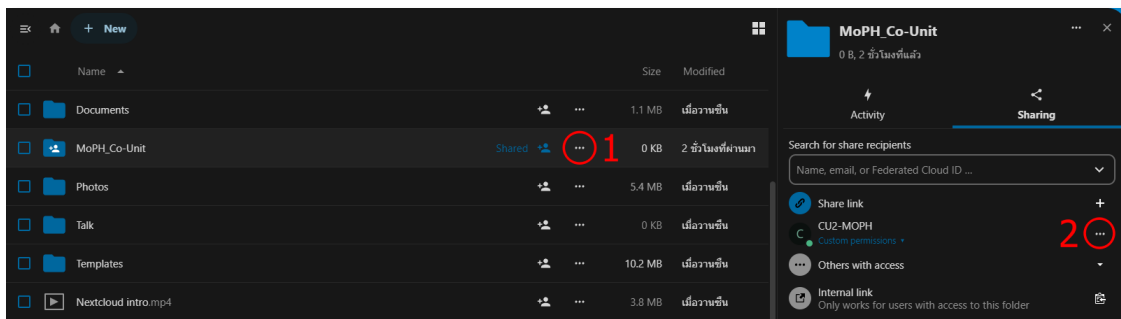 + New
Name
Size
Modified
Documents
1.1 MB
เมื่อวานซืน
MoPH_Co-Unit
Shared
1
0 KB
2 ชั่วโมงที่ผ่านมา
Photos
5.4 MB
เมื่อวานซืน
Talk
0 KB
เมื่อวานซืน
Templates
10.2 MB
เมื่อวานซืน
Nextcloud intro.mp4
3.8 MB
เมื่อวานซืน
MoPH_Co-Unit
0 B, 2 ชั่วโมงที่แล้ว
Activity
Sharing
Search for share recipients
Name, email, or Federated Cloud ID ...
Share link
C
CU2-MOPH
Custom permissions
2
Others with access
Internal link
Only works for users with access to this folder